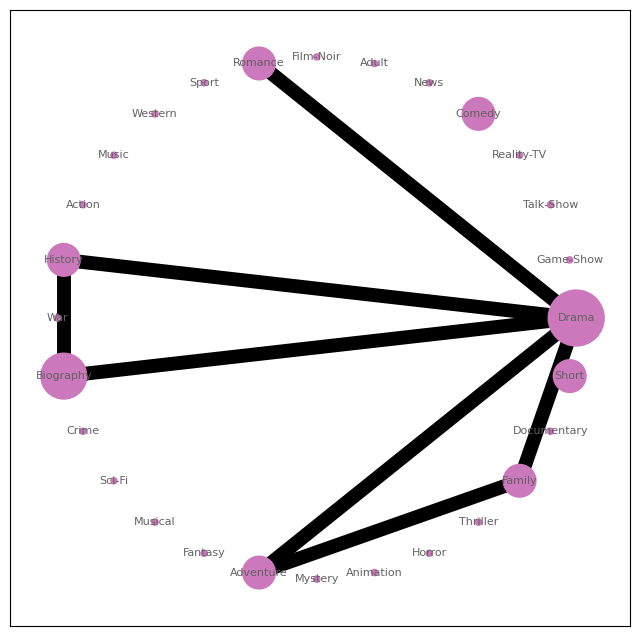 Film-Noir
Romance
Adult
Sport
News
Western
Comedy
Music
Reality-TV
Action
Talk-Show
History
Game-Show
War
Drama
Biography
Short
Crime
Documentary
Sci-Fi
Family
Musical
Thriller
Fantasy
Horror
Adventure
Mystery
Animation